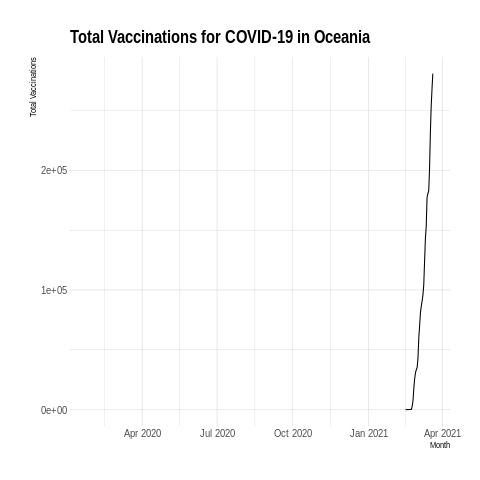 Total Vaccinations for COVID-19 in Oceania
Total Vaccinations
2e+05
1e+05
0e+00
Apr 2020 Jul 2020 Oct 2020 Jan 2021 Apr 2021
Month